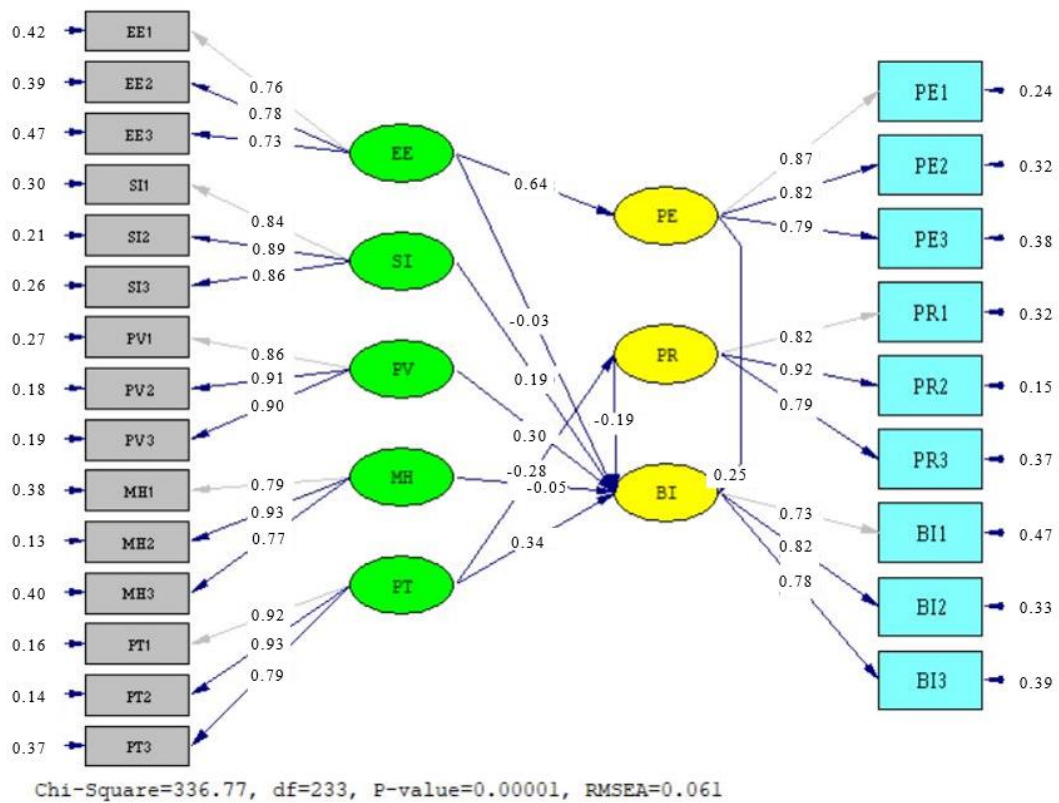 0.42 EE1
0.39 EE2
0.47 EE3
0.30 SI1
0.21 SI2
0.26 SI3
0.27 PV1
0.18 PV2
0.19 PV3
0.38 MH1
0.13 MH2
0.40 MH3
0.16 PT1
0.14 PT2
0.37 PT3
0.76
0.78
0.73
0.84
0.89
0.86
0.86
0.91
0.90
0.79
0.93
0.77
0.92
0.93
0.79
EE
SI
PV
MH
PT
0.64
-0.03
0.19
0.30
-0.19
-0.28
-0.05
0.34
0.25
PE
PR
BI
0.87
0.82
0.79
0.82
0.92
0.79
0.73
0.82
0.78
PE1 0.24
PE2 0.32
PE3 0.38
PR1 0.32
PR2 0.15
PR3 0.37
BI1 0.47
BI2 0.33
BI3 0.39
Chi-Square=336.77, df=233, P-value=0.00001, RMSEA=0.061